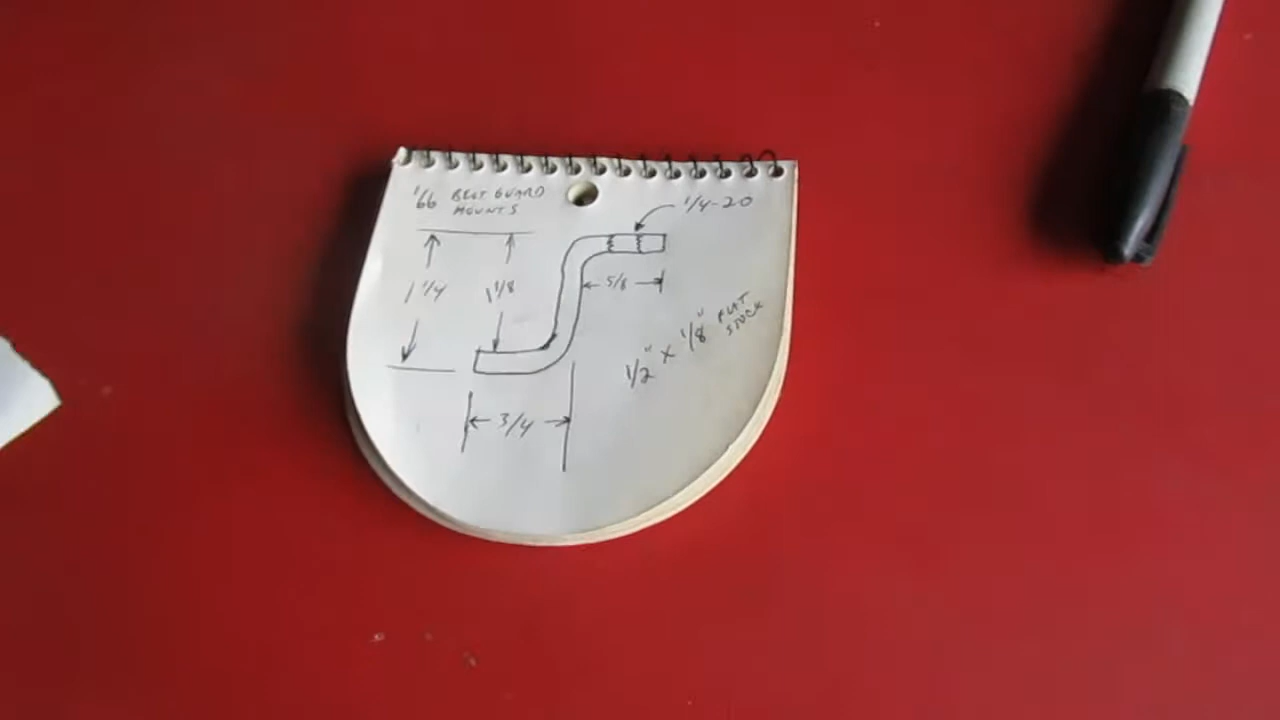 '66 BELT GUARD
MOUNTS
1/4-20
1 1/4
1 1/8
5/8
1/2" X 1/8" FLAT
STOCK
3/4